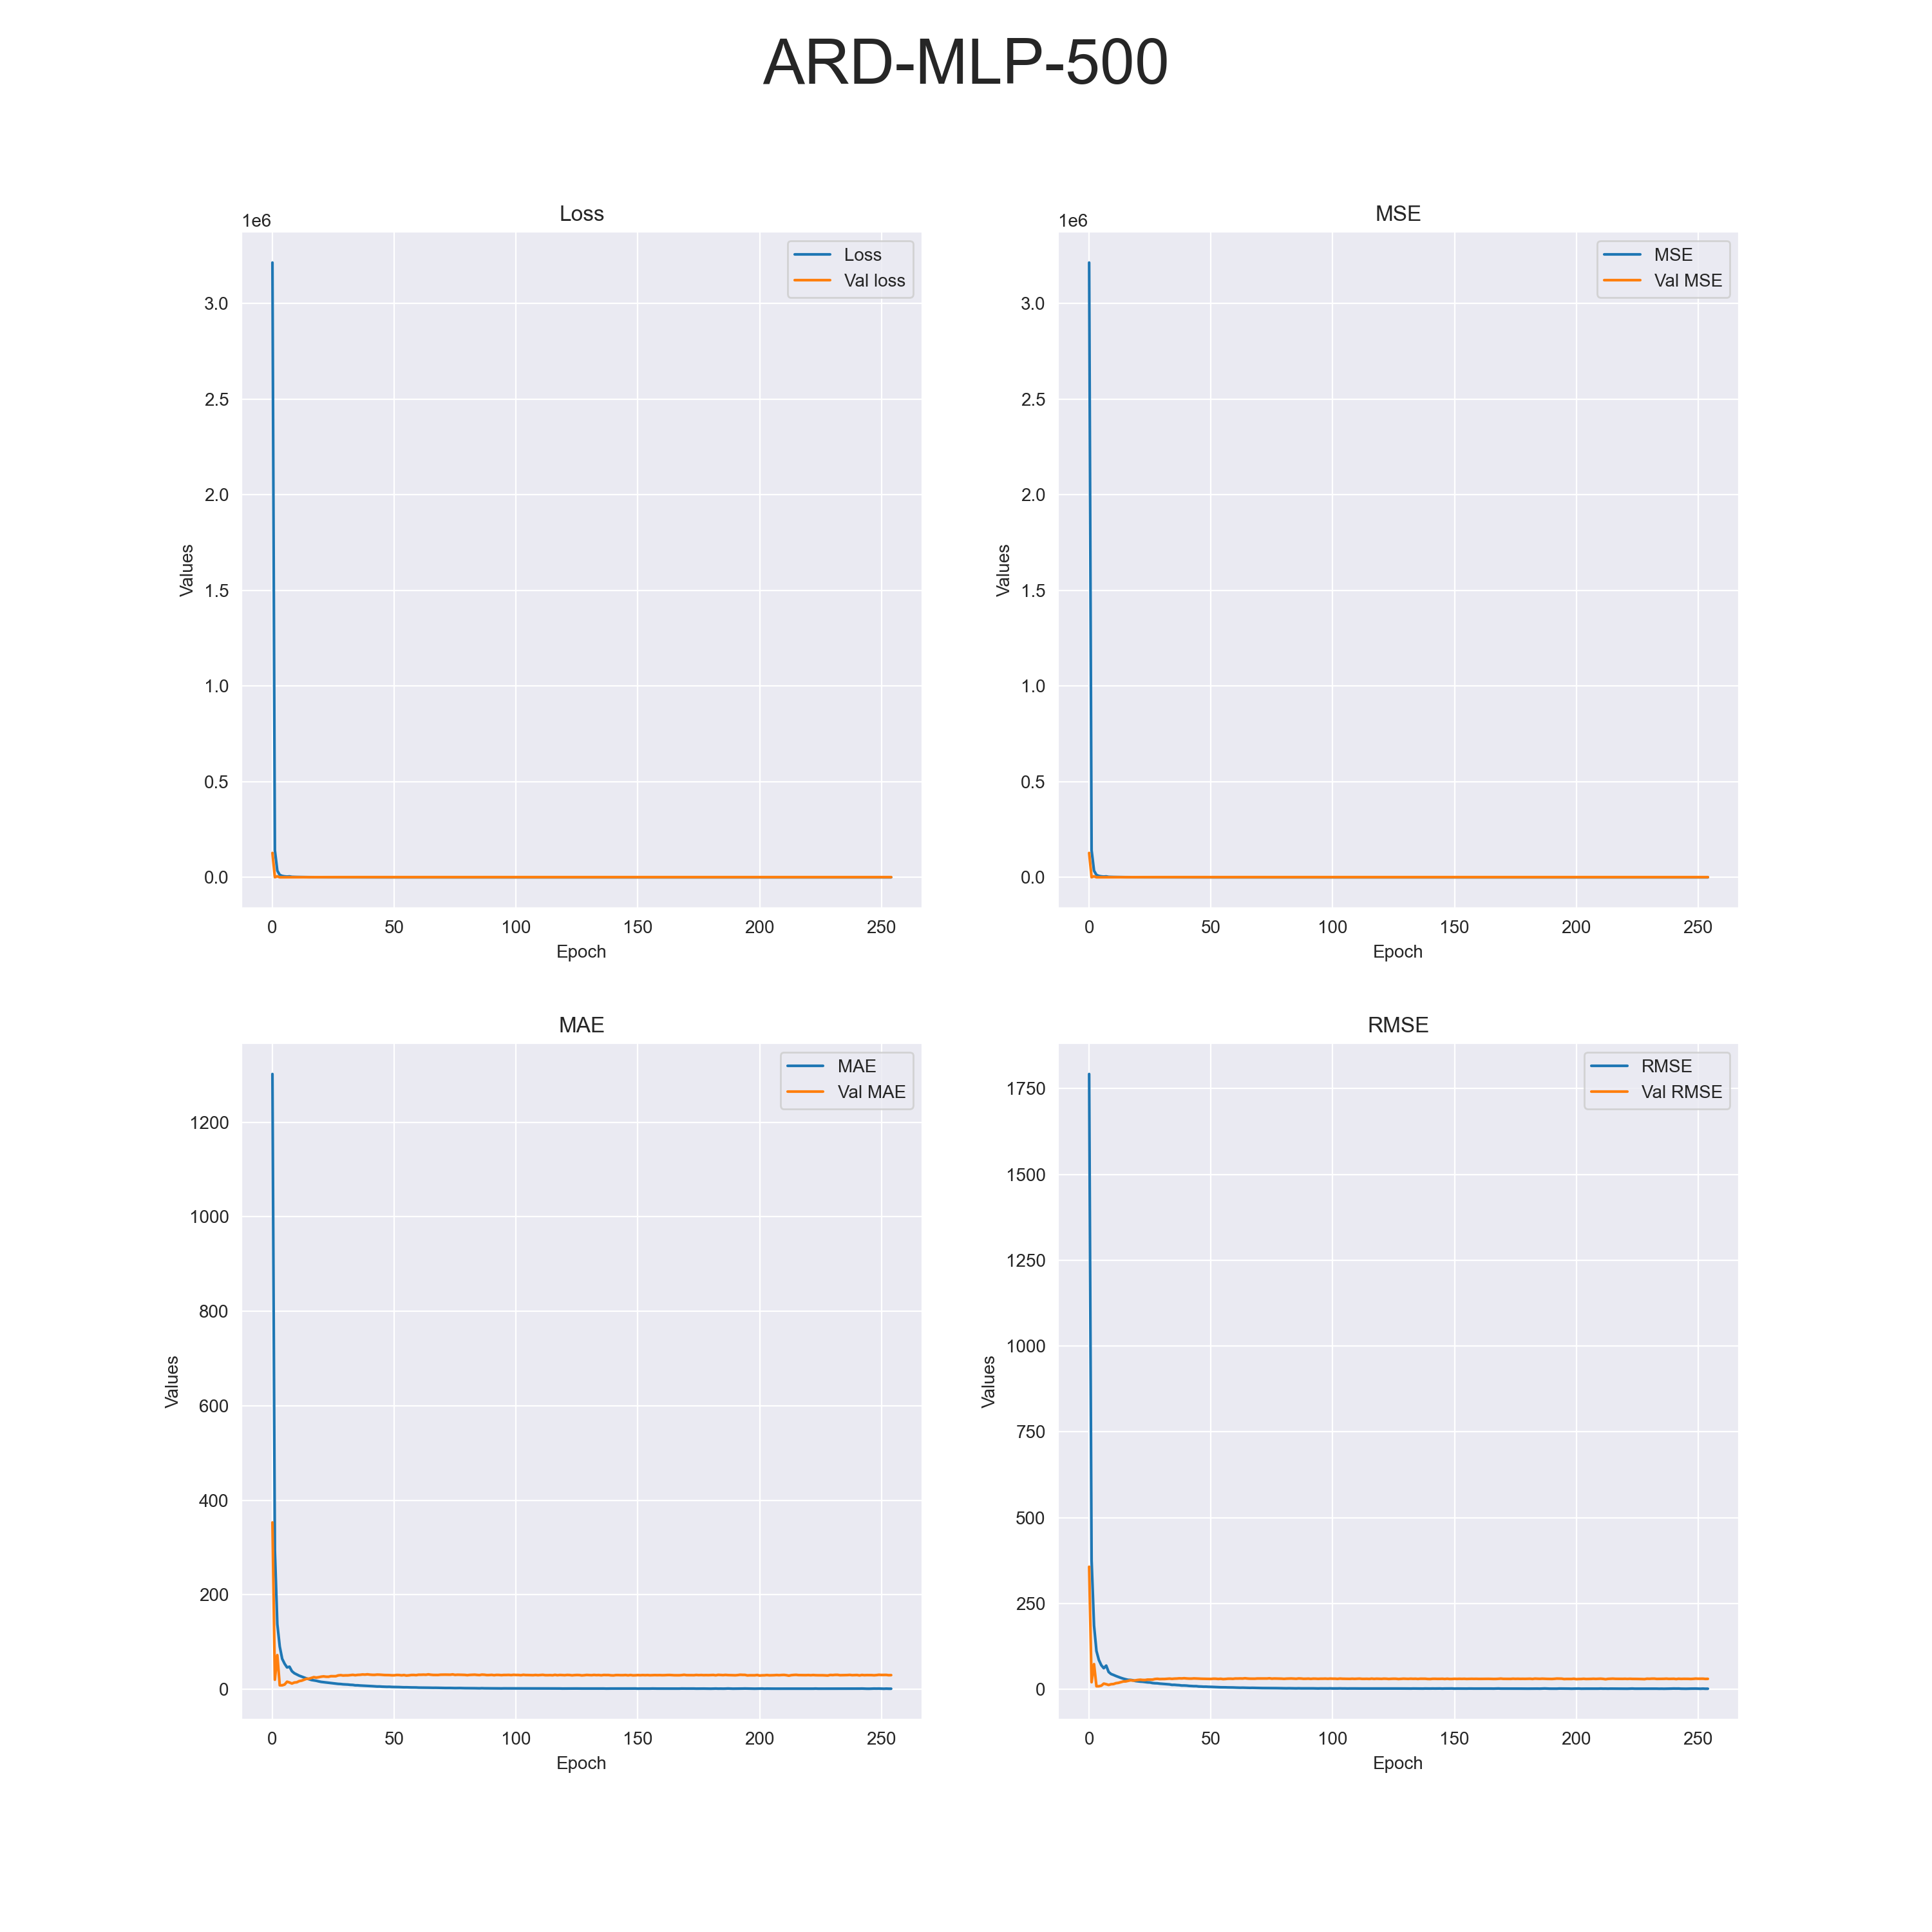 ARD-MLP-500
Loss
1e6
Loss
Val loss
3.0
2.5
2.0
1.5
1.0
0.5
0.0
Values
0 50 100 150 200 250
Epoch
MSE
1e6
MSE
Val MSE
3.0
2.5
2.0
1.5
1.0
0.5
0.0
Values
0 50 100 150 200 250
Epoch
MAE
MAE
Val MAE
1200
1000
800
600
400
200
0
Values
0 50 100 150 200 250
Epoch
RMSE
RMSE
Val RMSE
1750
1500
1250
1000
750
500
250
0
Values
0 50 100 150 200 250
Epoch